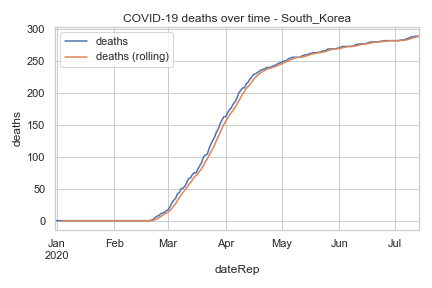 COVID-19 deaths over time - South_Korea
deaths
deaths (rolling)
deaths
300
250
200
150
100
50
0
Jan Feb Mar Apr May Jun Jul
2020
dateRep